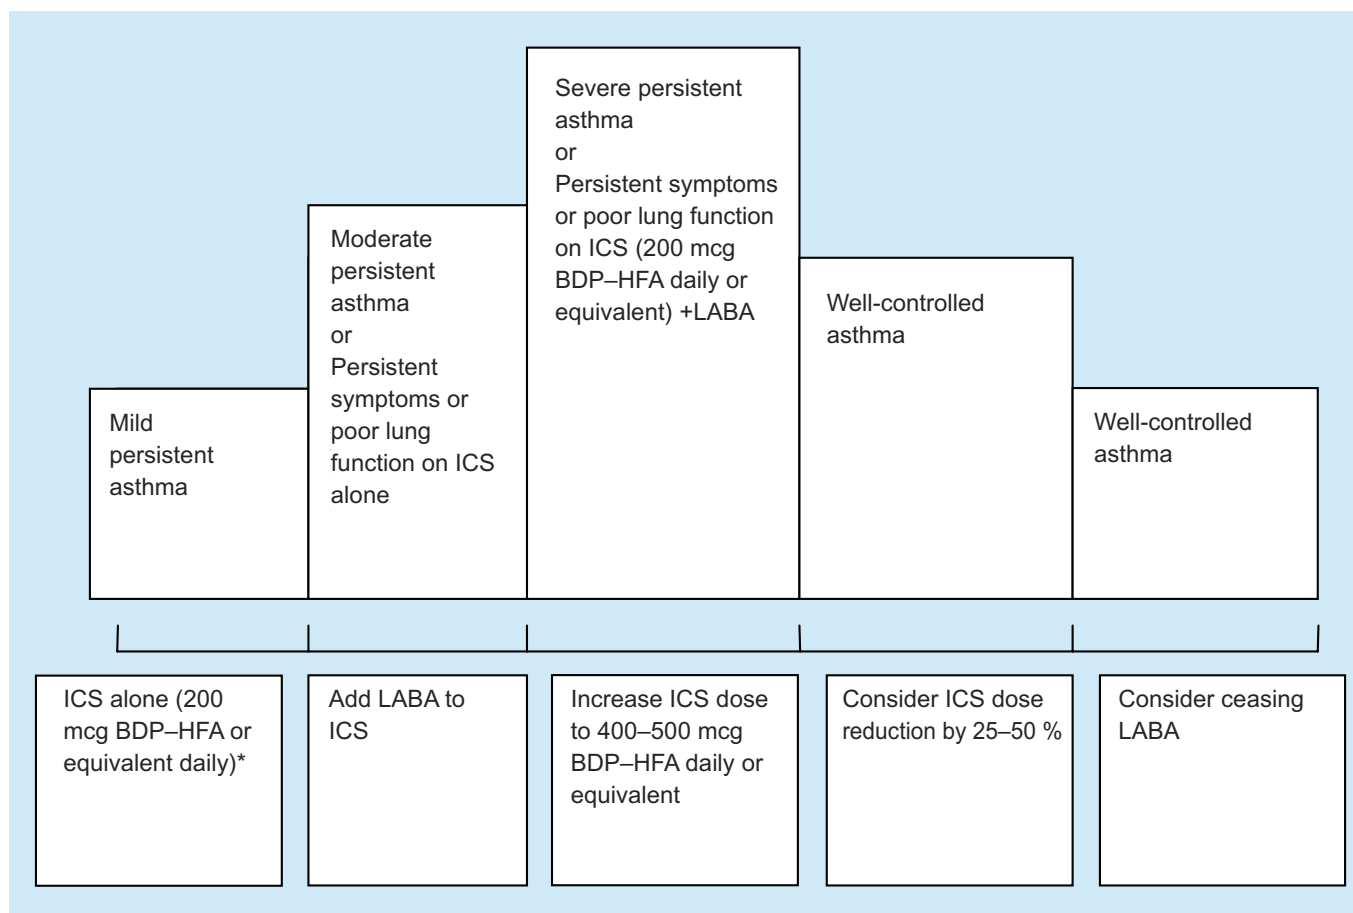 Severe persistent
asthma
or
Persistent symptoms
or poor lung function
on ICS (200 mcg
BDP–HFA daily or
equivalent) +LABA
Moderate
persistent
asthma
or
Persistent
symptoms or
poor lung
function on ICS
alone
Well-controlled
asthma
Mild
persistent
asthma
Well-controlled
asthma
ICS alone (200
mcg BDP–HFA or
equivalent daily)*
Add LABA to
ICS
Increase ICS dose
to 400–500 mcg
BDP–HFA daily or
equivalent
Consider ICS dose
reduction by 25–50 %
Consider ceasing
LABA